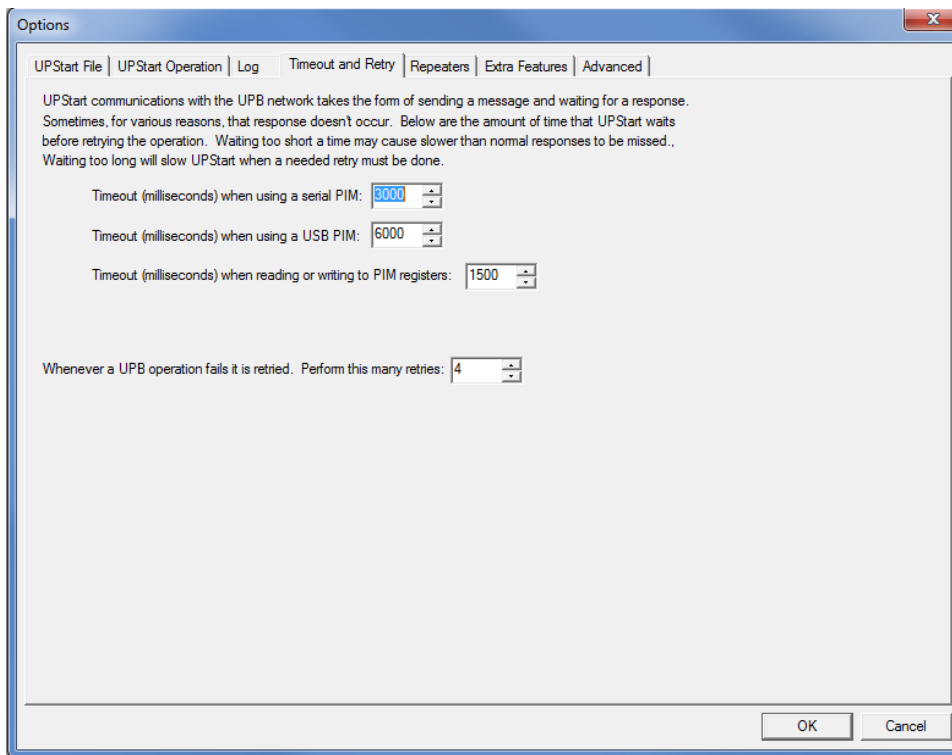 Options
UPStart File
UPStart Operation
Log
Timeout and Retry
Repeaters
Extra Features
Advanced
UPStart communications with the UPB network takes the form of sending a message and waiting for a response.
Sometimes, for various reasons, that response doesn't occur.  Below are the amount of time that UPStart waits
before retrying the operation.  Waiting too short a time may cause slower than normal responses to be missed.,
Waiting too long will slow UPStart when a needed retry must be done.
Timeout (milliseconds) when using a serial PIM: 3000
Timeout (milliseconds) when using a USB PIM: 6000
Timeout (milliseconds) when reading or writing to PIM registers: 1500
Whenever a UPB operation fails it is retried.  Perform this many retries: 4
OK
Cancel